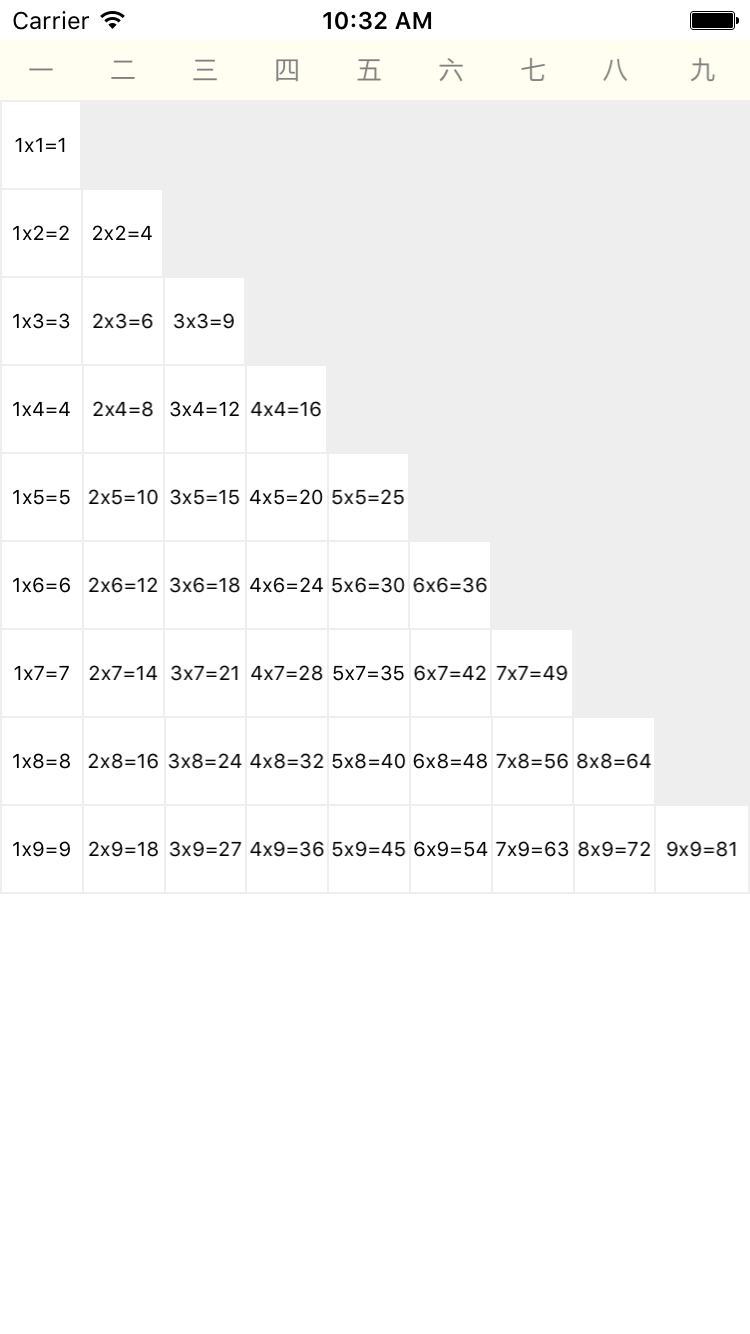 Carrier 10:32 AM
一 二 三 四 五 六 七 八 九
1x1=1
1x2=2 2x2=4
1x3=3 2x3=6 3x3=9
1x4=4 2x4=8 3x4=12 4x4=16
1x5=5 2x5=10 3x5=15 4x5=20 5x5=25
1x6=6 2x6=12 3x6=18 4x6=24 5x6=30 6x6=36
1x7=7 2x7=14 3x7=21 4x7=28 5x7=35 6x7=42 7x7=49
1x8=8 2x8=16 3x8=24 4x8=32 5x8=40 6x8=48 7x8=56 8x8=64
1x9=9 2x9=18 3x9=27 4x9=36 5x9=45 6x9=54 7x9=63 8x9=72 9x9=81